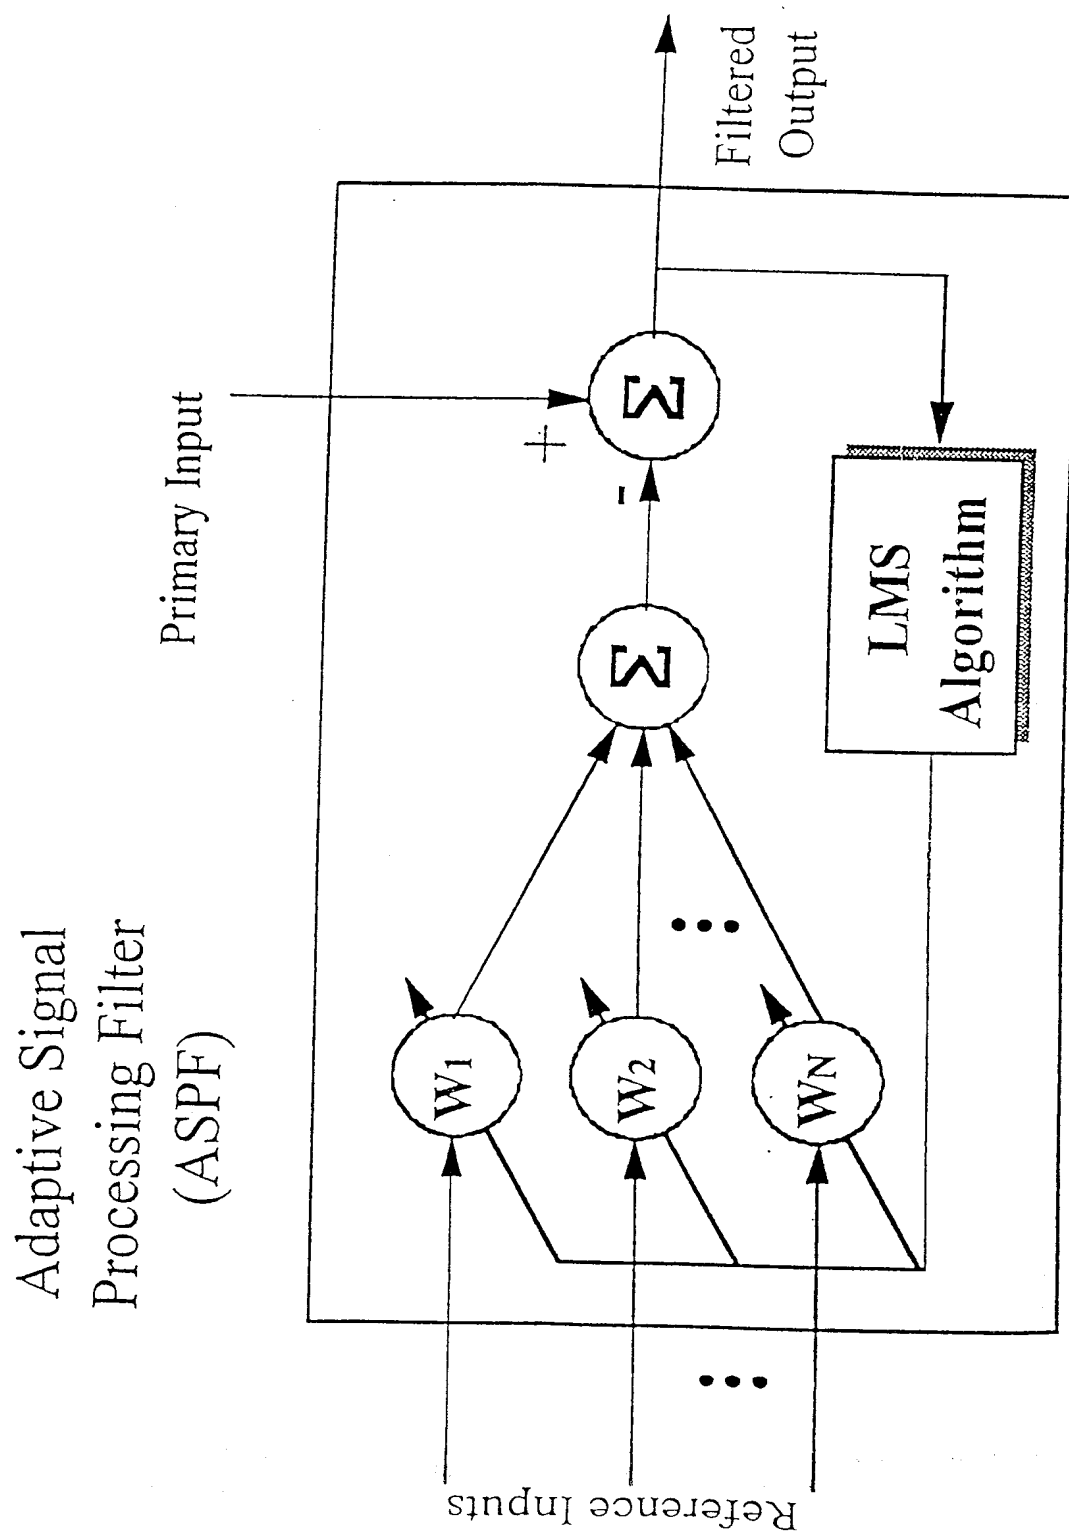 Adaptive Signal
Processing Filter
(ASPF)
Primary Input
Reference Inputs
W1
W2
WN
Σ
Σ
+
-
LMS
Algorithm
Filtered
Output